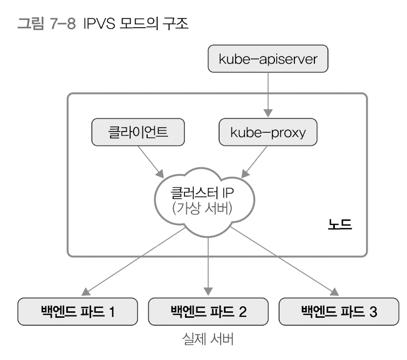 그림 7-8 IPVS 모드의 구조
kube-apiserver
클라이언트
kube-proxy
클러스터 IP
(가상 서버)
노드
백엔드 파드 1
백엔드 파드 2
백엔드 파드 3
실제 서버